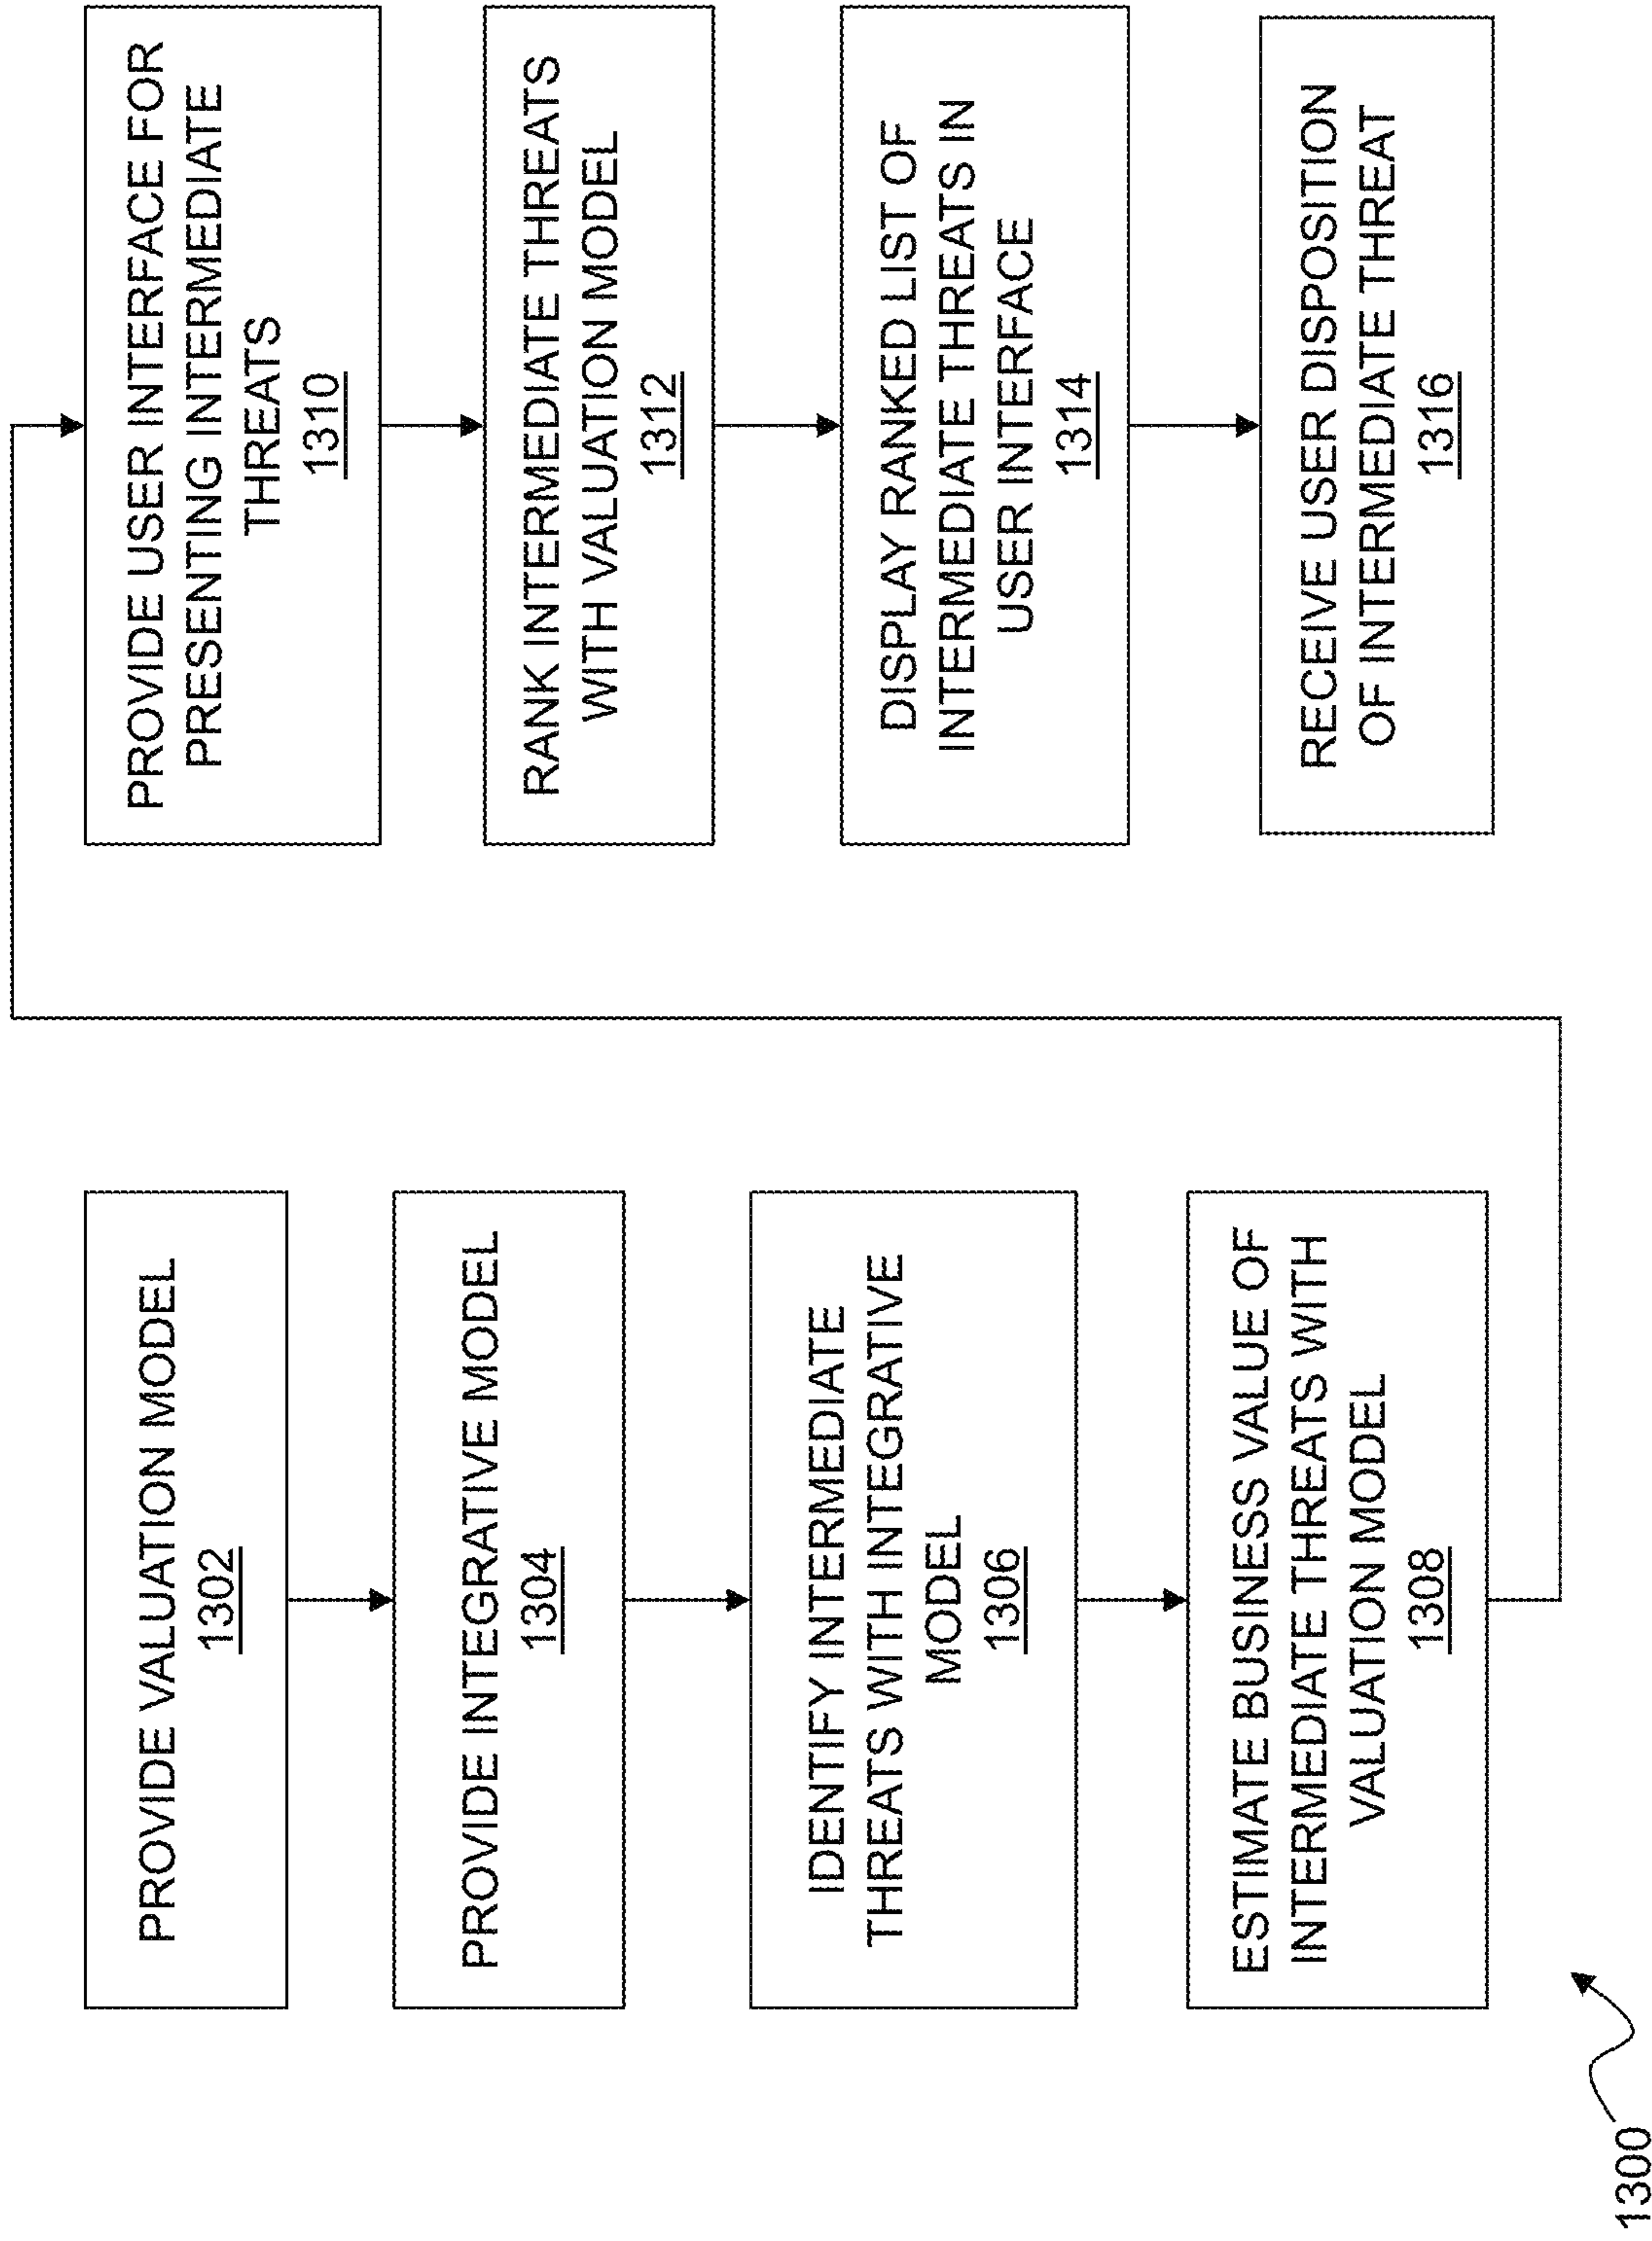 PROVIDE VALUATION MODEL
1302
PROVIDE INTEGRATIVE MODEL
1304
IDENTIFY INTERMEDIATE
THREATS WITH INTEGRATIVE
MODEL
1306
ESTIMATE BUSINESS VALUE OF
INTERMEDIATE THREATS WITH
VALUATION MODEL
1308
PROVIDE USER INTERFACE FOR
PRESENTING INTERMEDIATE
THREATS
1310
RANK INTERMEDIATE THREATS
WITH VALUATION MODEL
1312
DISPLAY RANKED LIST OF
INTERMEDIATE THREATS IN
USER INTERFACE
1314
RECEIVE USER DISPOSITION
OF INTERMEDIATE THREAT
1316
1300